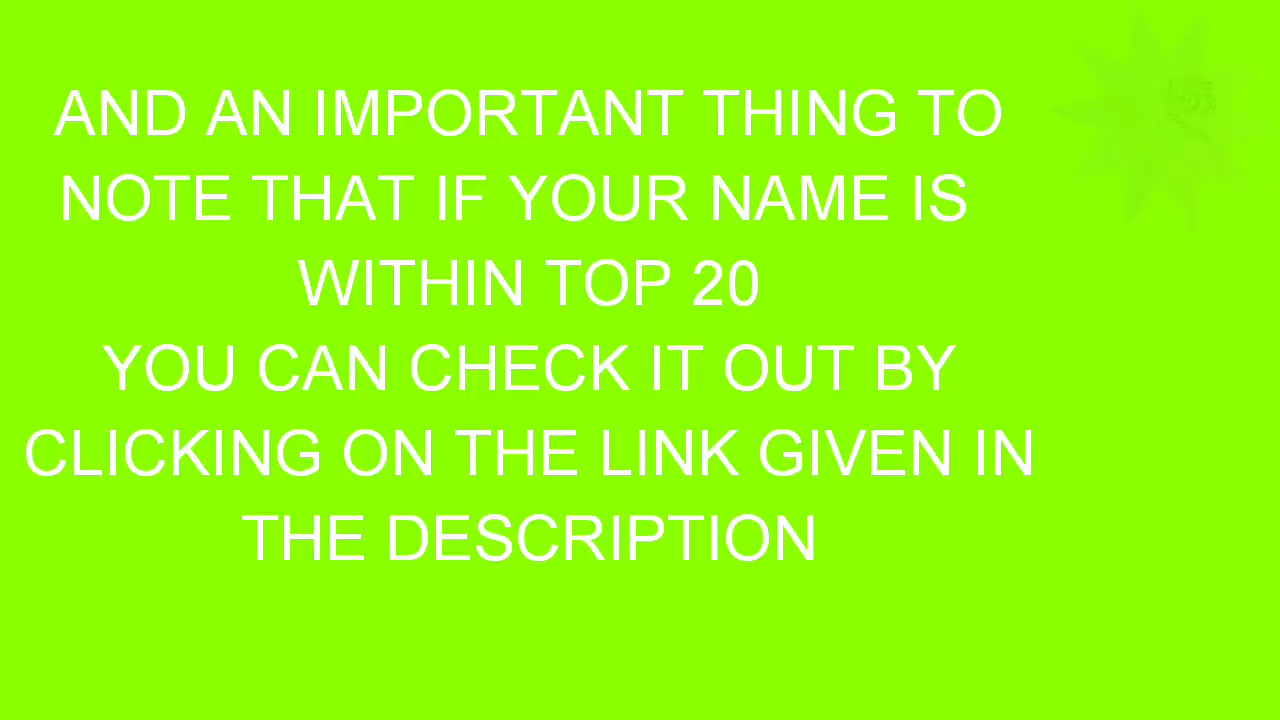 AND AN IMPORTANT THING TO
NOTE THAT IF YOUR NAME IS
WITHIN TOP 20
YOU CAN CHECK IT OUT BY
CLICKING ON THE LINK GIVEN IN
THE DESCRIPTION